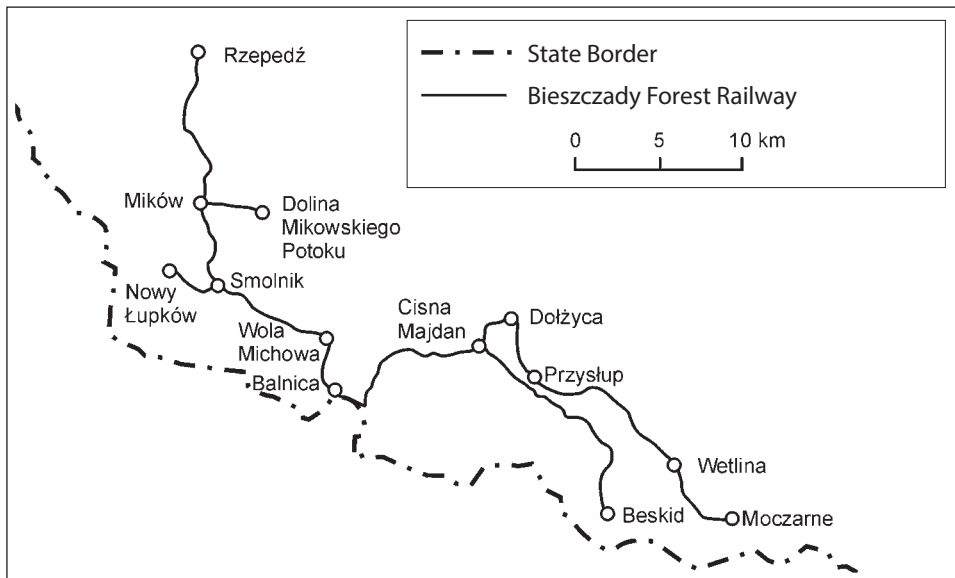 Rzepedź
State Border
Bieszczady Forest Railway
0 5 10 km
Mików
Dolina
Mikowskiego
Potoku
Smolnik
Nowy
Łupków
Wola
Michowa
Balnica
Cisna
Majdan
Dołżyca
Przysłup
Wetlina
Beskid
Moczarne